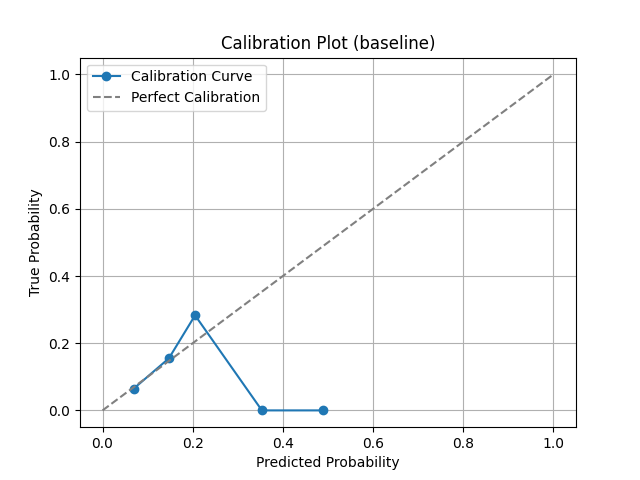 Calibration Plot (baseline)
Calibration Curve
Perfect Calibration
1.0
0.8
0.6
0.4
0.2
0.0
True Probability
0.0 0.2 0.4 0.6 0.8 1.0
Predicted Probability